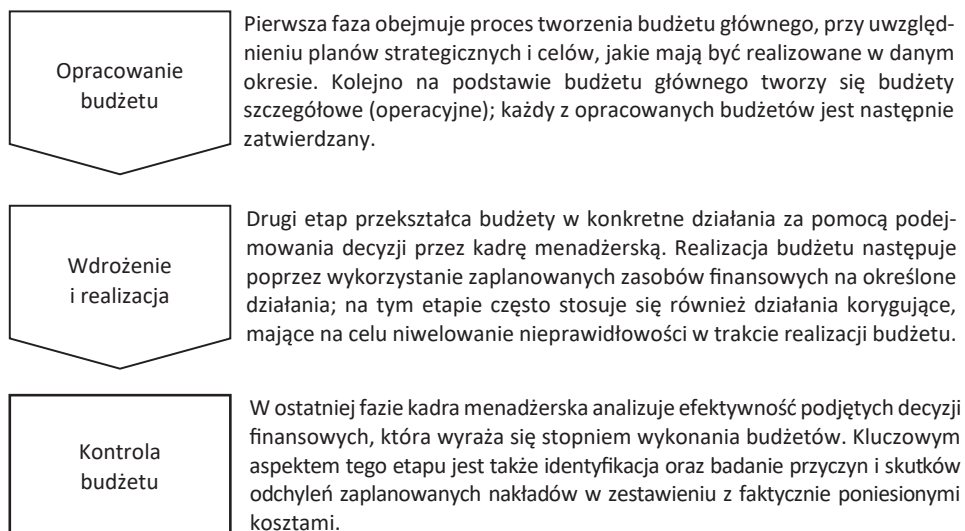 Opracowanie
budżetu
Pierwsza faza obejmuje proces tworzenia budżetu głównego, przy uwzględ-
nieniu planów strategicznych i celów, jakie mają być realizowane w danym
okresie. Kolejno na podstawie budżetu głównego tworzy się budżety
szczegółowe (operacyjne); każdy z opracowanych budżetów jest następnie
zatwierdzany.
Wdrożenie
i realizacja
Drugi etap przekształca budżety w konkretne działania za pomocą podej-
mowania decyzji przez kadrę menadżerską. Realizacja budżetu następuje
poprzez wykorzystanie zaplanowanych zasobów finansowych na określone
działania; na tym etapie często stosuje się również działania korygujące,
mające na celu niwelowanie nieprawidłowości w trakcie realizacji budżetu.
Kontrola
budżetu
W ostatniej fazie kadra menadżerska analizuje efektywność podjętych decyzji
finansowych, która wyraża się stopniem wykonania budżetów. Kluczowym
aspektem tego etapu jest także identyfikacja oraz badanie przyczyn i skutków
odchyleń zaplanowanych nakładów w zestawieniu z faktycznie poniesionymi
kosztami.